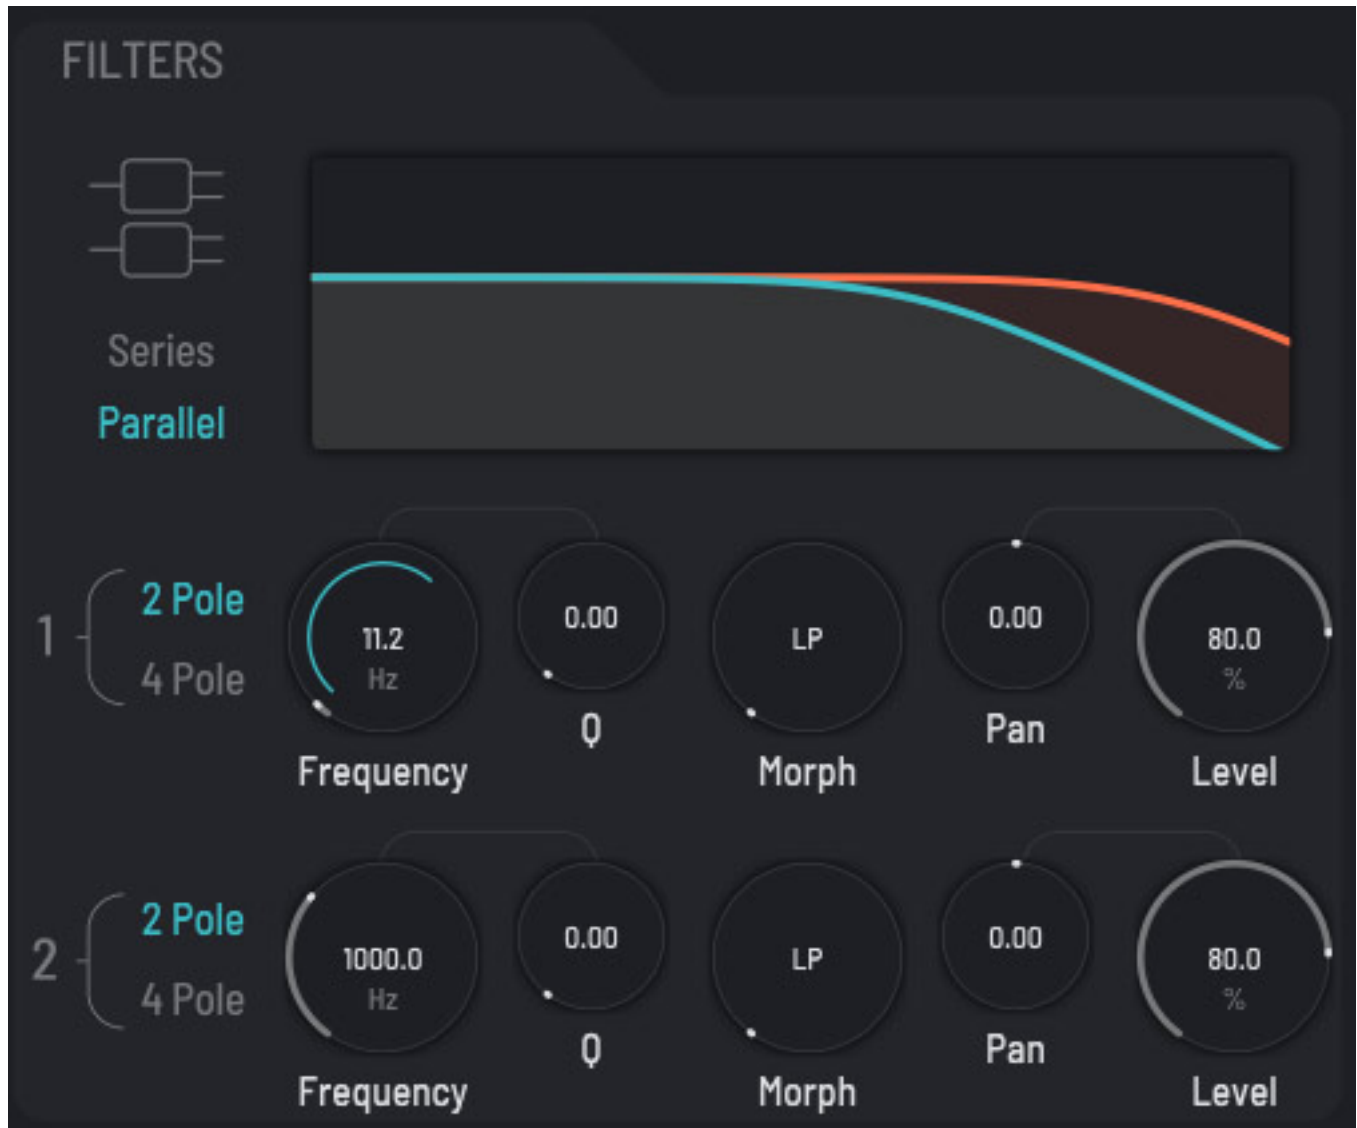 FILTERS
Series
Parallel
1
2 Pole
4 Pole
11.2
Hz
Frequency
0.00
Q
LP
Morph
0.00
Pan
80.0
%
Level
2
2 Pole
4 Pole
1000.0
Hz
Frequency
0.00
Q
LP
Morph
0.00
Pan
80.0
%
Level